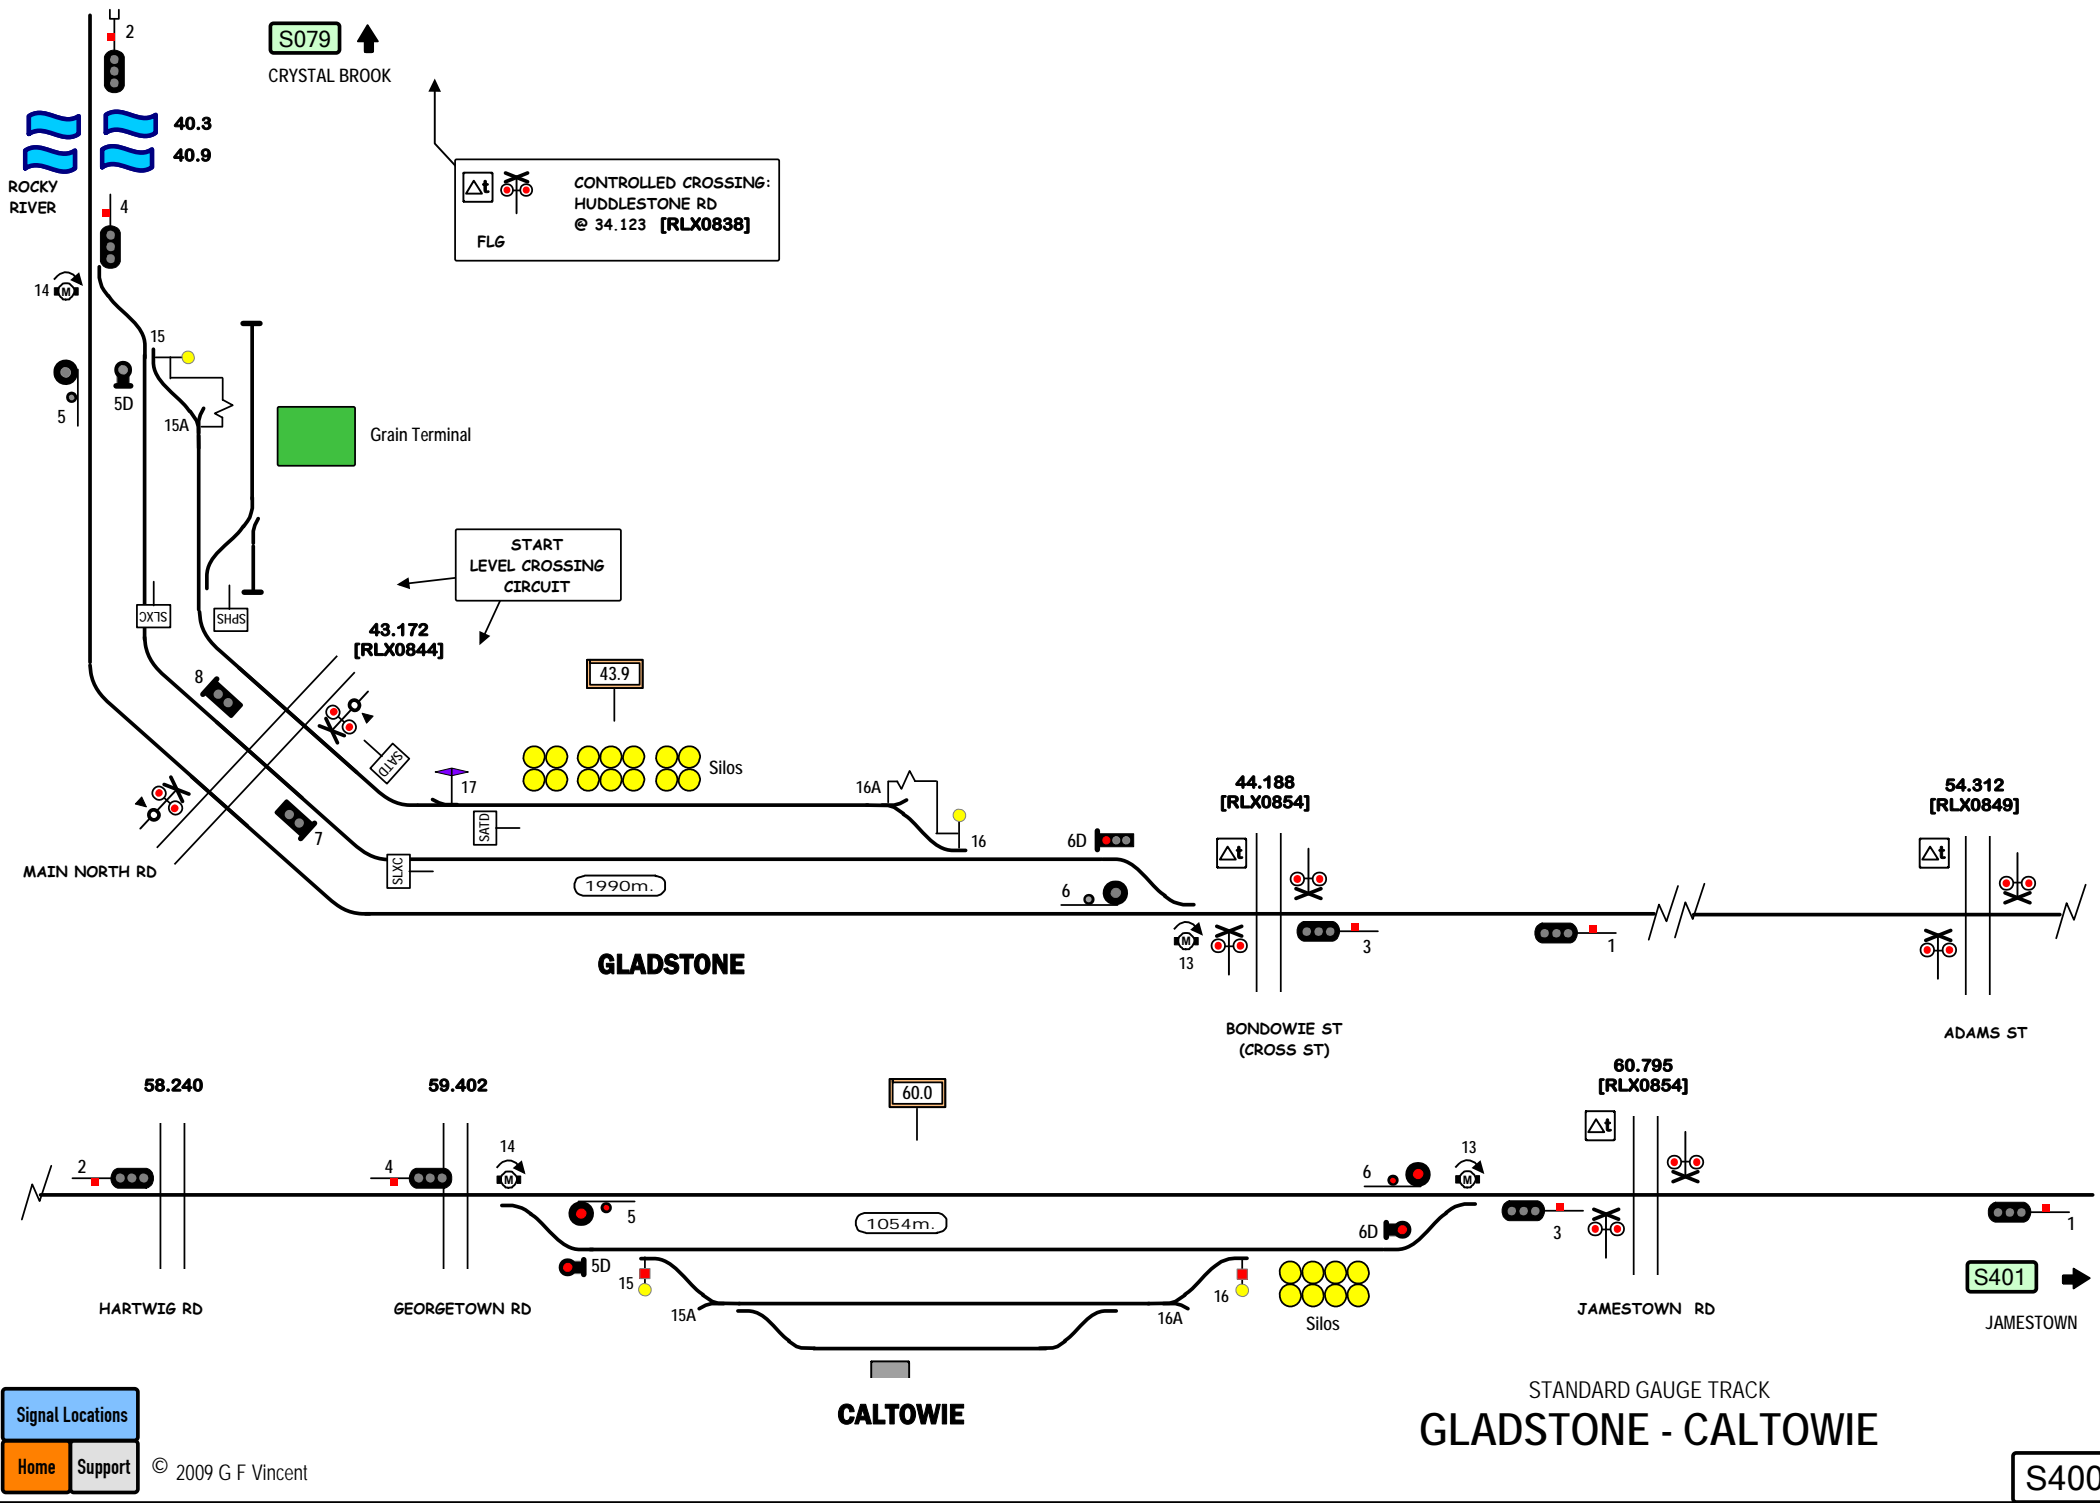 2
S079
CRYSTAL BROOK
40.3
40.9
ROCKY
RIVER
4
Δt
CONTROLLED CROSSING:
HUDDLESTONE RD
@ 34.123 [RLX0838]
FLG
14
M
15
5
5D
15A
Grain Terminal
START
LEVEL CROSSING
CIRCUIT
SLXC
SPHS
43.172
[RLX0844]
8
43.9
SATD
17
Silos
16A
44.188
[RLX0854]
54.312
[RLX0849]
7
SATD
16
6D
Δt
Δt
MAIN NORTH RD
SLXC
1990m.
6
M
13
3
1
GLADSTONE
BONDOWIE ST
(CROSS ST)
ADAMS ST
58.240
59.402
60.0
60.795
[RLX0854]
Δt
2
4
14
M
6
13
M
5
1054m.
6D
3
1
5D
15
15A
16A
16
Silos
S401
JAMESTOWN
HARTWIG RD
GEORGETOWN RD
JAMESTOWN RD
CALTOWIE
STANDARD GAUGE TRACK
GLADSTONE - CALTOWIE
Signal Locations
Home
Support
© 2009 G F Vincent
S400